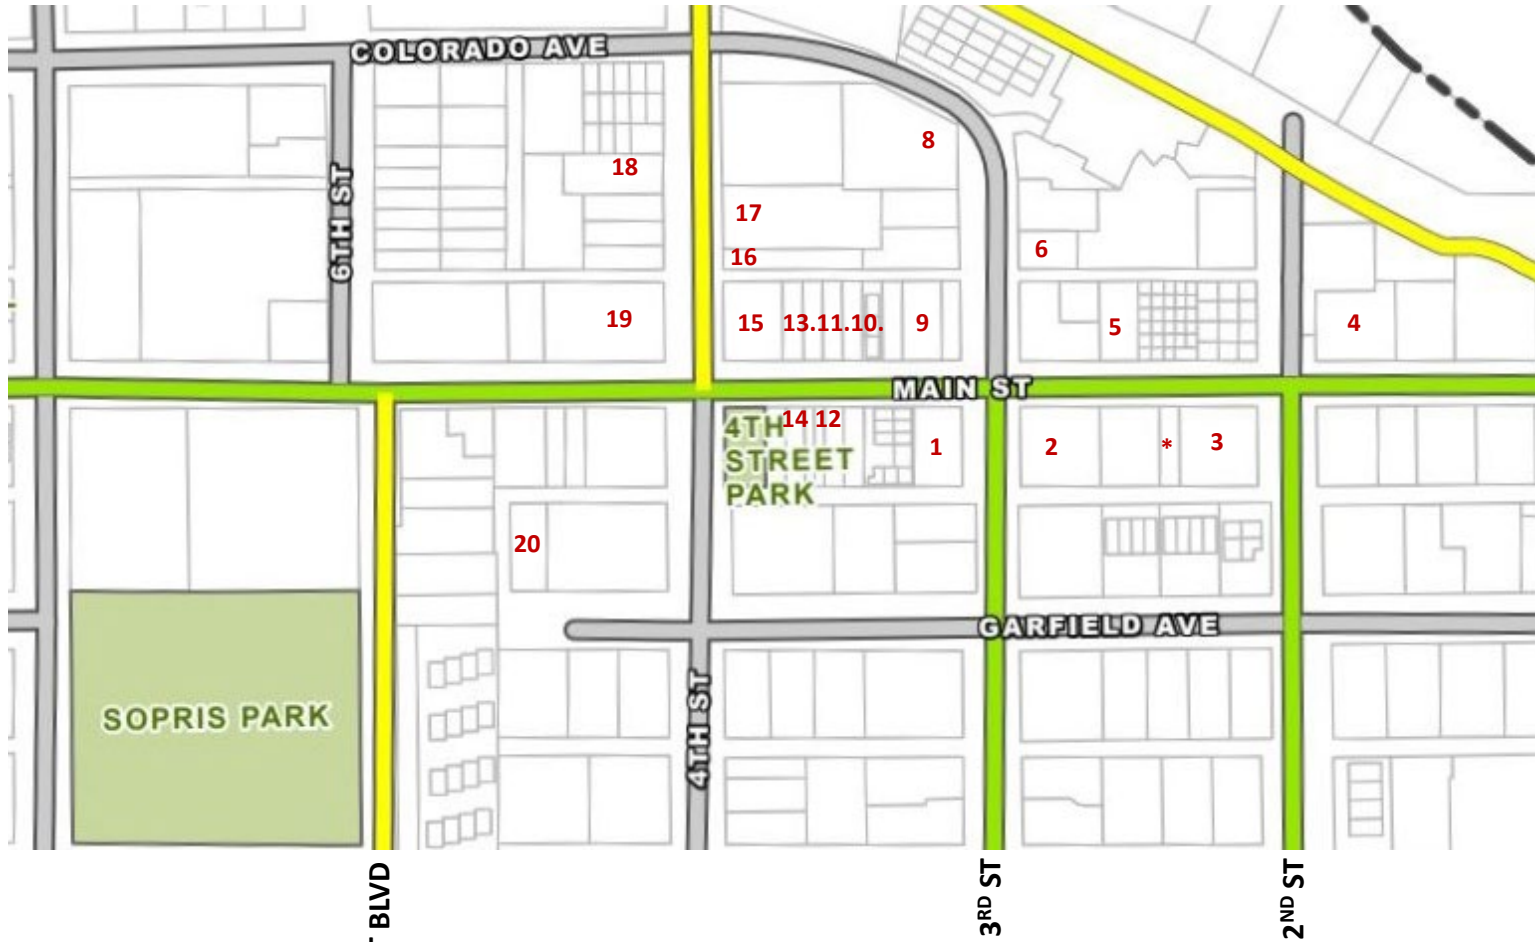 COLORADO AVE
8
18
6TH ST
17
6
16
19
15
13.11.10.
9
5
4
MAIN ST
14 12
4TH
STREET
PARK
1
2
*
3
20
GARFIELD AVE
SOPRIS PARK
4TH ST
BLVD
3RD ST
2ND ST